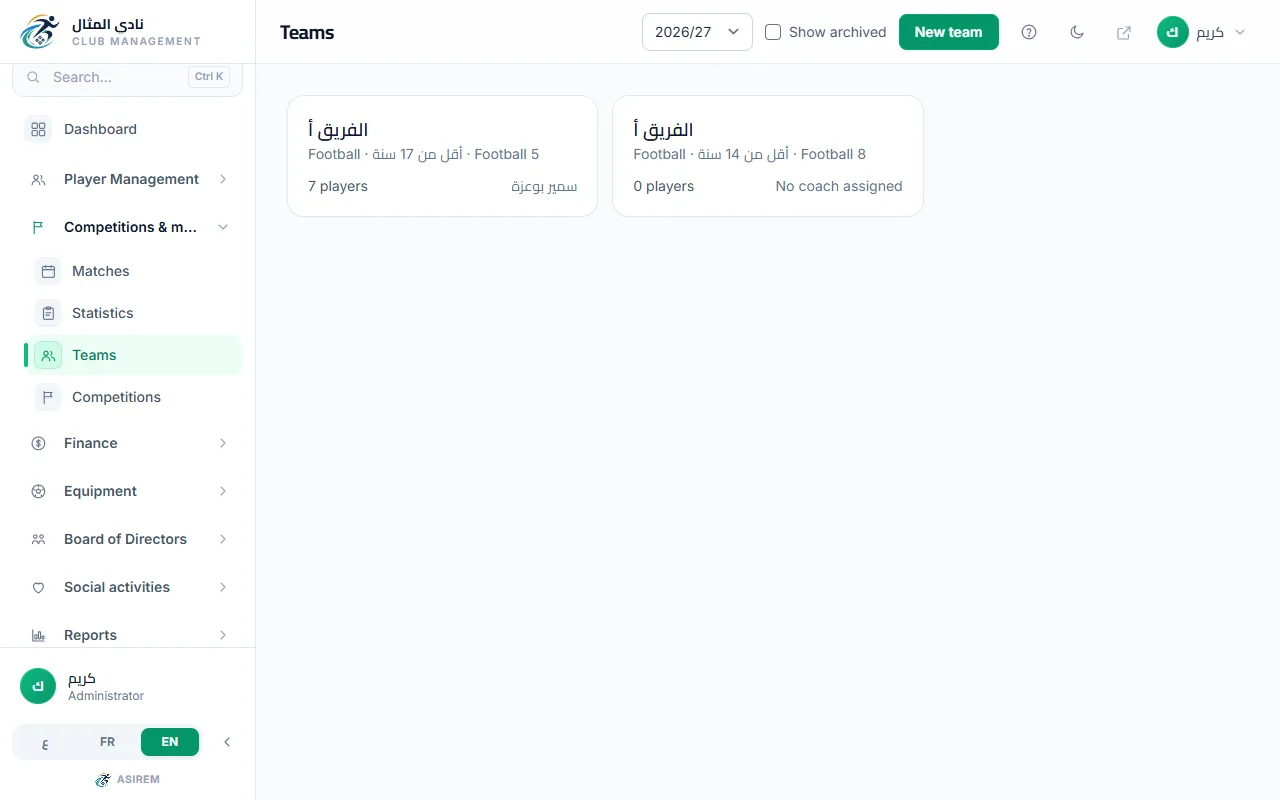 نادي المثال
CLUB MANAGEMENT
Search...
Ctrl K
Dashboard
Player Management
Competitions & m...
Matches
Statistics
Teams
Competitions
Finance
Equipment
Board of Directors
Social activities
Reports
ك
كريم
Administrator
ع
FR
EN
ASIREM
Teams
2026/27
Show archived
New team
ك
كريم
الفريق أ
Football · أقل من 17 سنة · Football 5
7 players
سمير بوعزة
الفريق أ
Football · أقل من 14 سنة · Football 8
0 players
No coach assigned